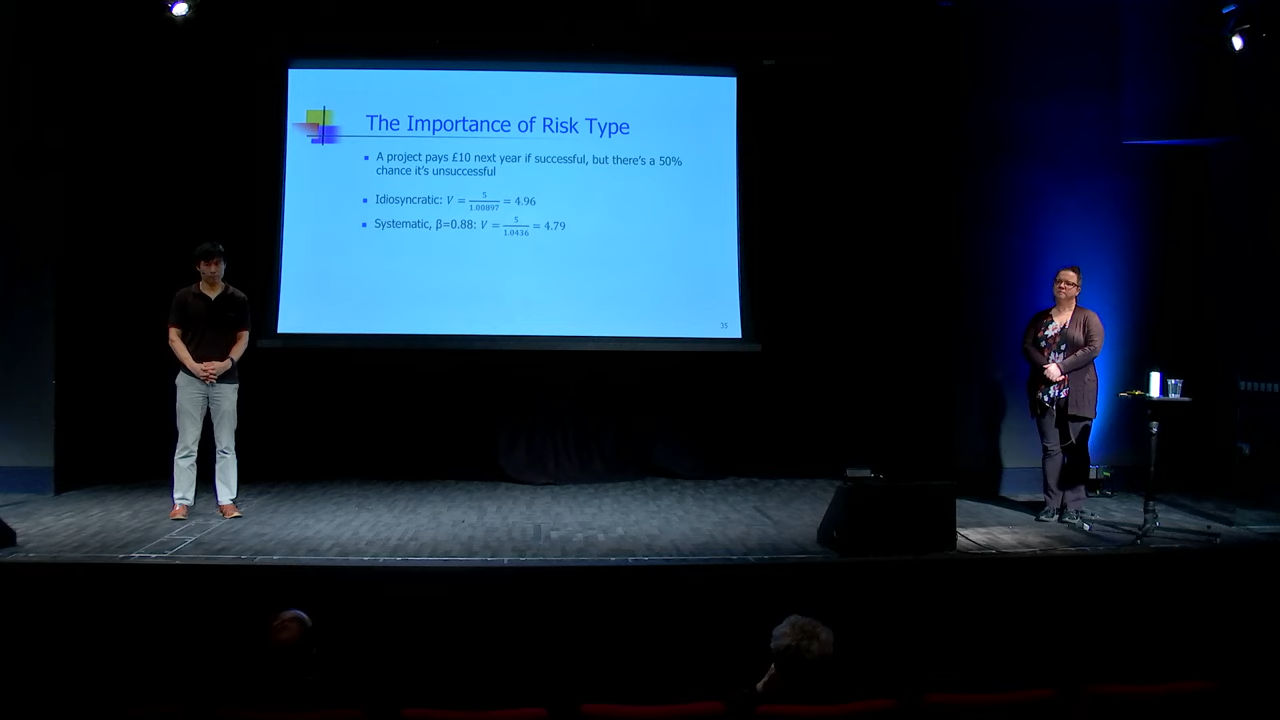 The Importance of Risk Type
▪ A project pays £10 next year if successful, but there's a 50%
chance it's unsuccessful
▪ Idiosyncratic: V = 5/1.00897 = 4.96
▪ Systematic, β=0.88: V = 5/1.0436 = 4.79
35